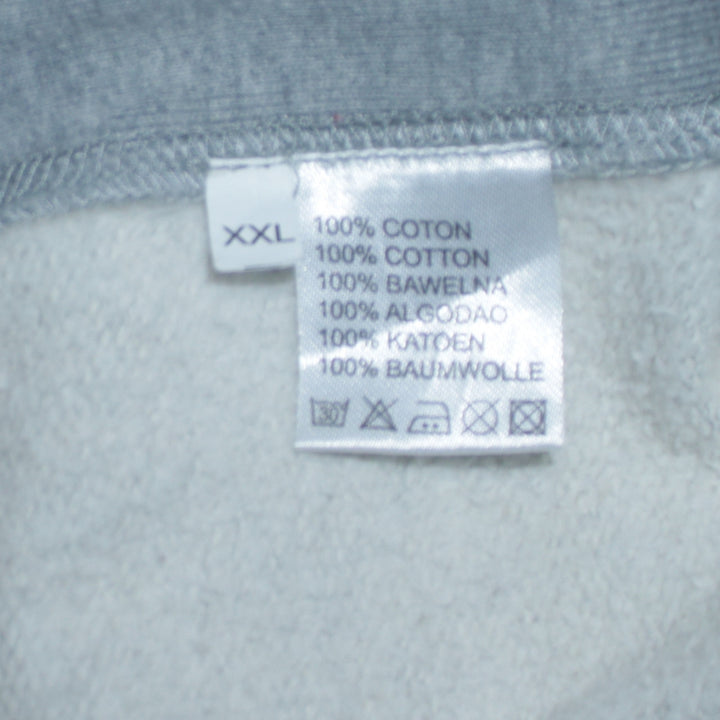 XXL
100% COTON
100% COTTON
100% BAWELNA
100% ALGODAO
100% KATOEN
100% BAUMWOLLE
30